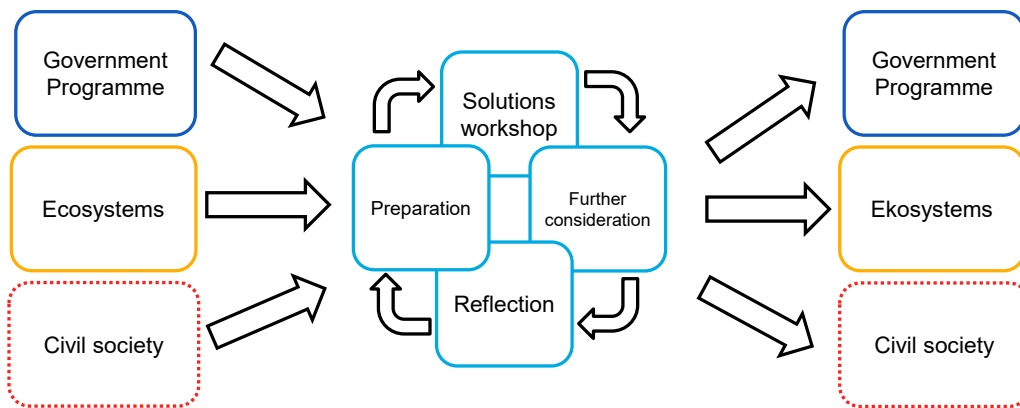 Government
Programme
Ecosystems
Civil society
Solutions
workshop
Preparation
Further
consideration
Reflection
Government
Programme
Ekosystems
Civil society